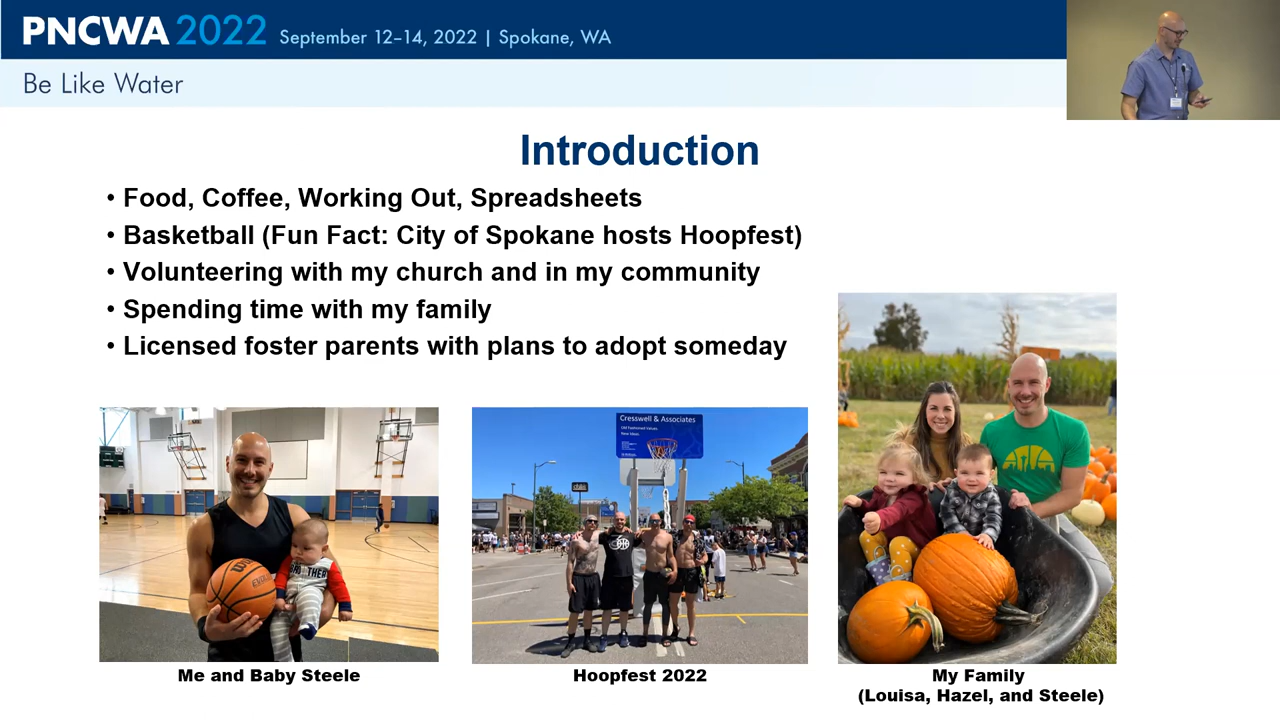 PNCWA 2022 September 12–14, 2022 | Spokane, WA
Be Like Water
Introduction
• Food, Coffee, Working Out, Spreadsheets
• Basketball (Fun Fact: City of Spokane hosts Hoopfest)
• Volunteering with my church and in my community
• Spending time with my family
• Licensed foster parents with plans to adopt someday
Cresswell & Associates
Me and Baby Steele
Hoopfest 2022
My Family
(Louisa, Hazel, and Steele)